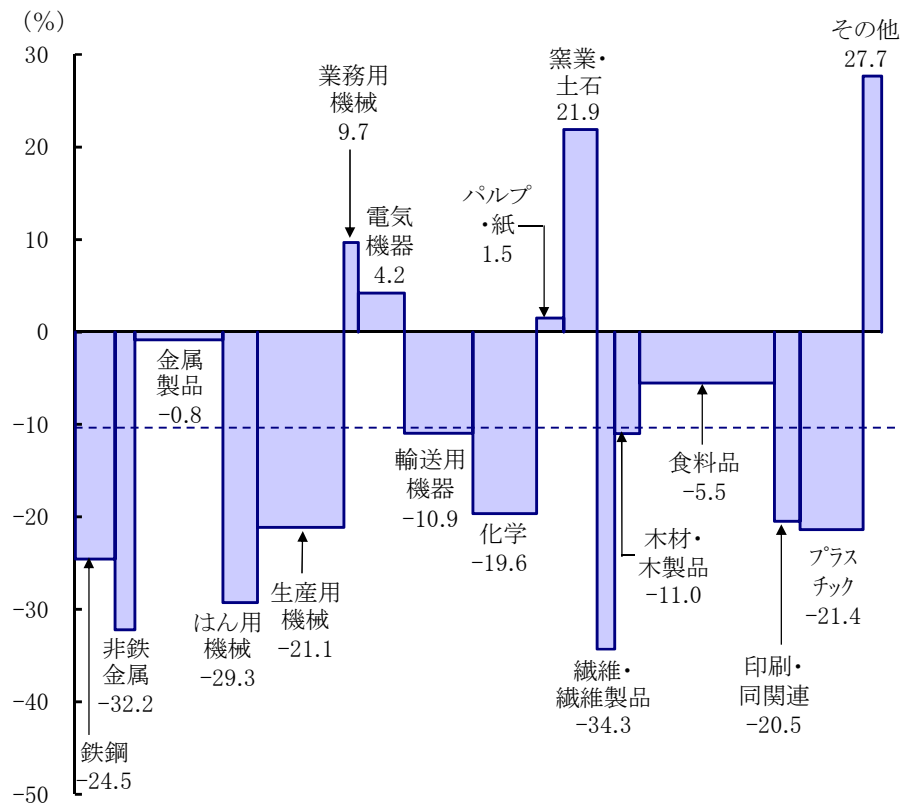 (%)
30
20
10
0
-10
-20
-30
-40
-50
鉄鋼
-24.5
非鉄
金属
-32.2
金属
製品
-0.8
はん用
機械
-29.3
生産用
機械
-21.1
業務用
機械
9.7
電気
機器
4.2
輸送用
機器
-10.9
化学
-19.6
パルプ
・紙
1.5
窯業・
土石
21.9
繊維・
繊維製品
-34.3
木材・
木製品
-11.0
食料品
-5.5
印刷・
同関連
-20.5
プラス
チック
-21.4
その他
27.7